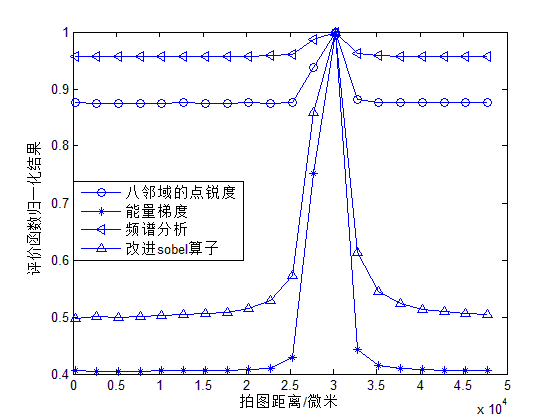 1
0.9
0.8
0.7
0.6
0.5
0.4
评价函数归一化结果
八邻域的点锐度
能量梯度
频谱分析
改进sobel算子
0 0.5 1 1.5 2 2.5 3 3.5 4 4.5 5
拍图距离/微米
x 10^4